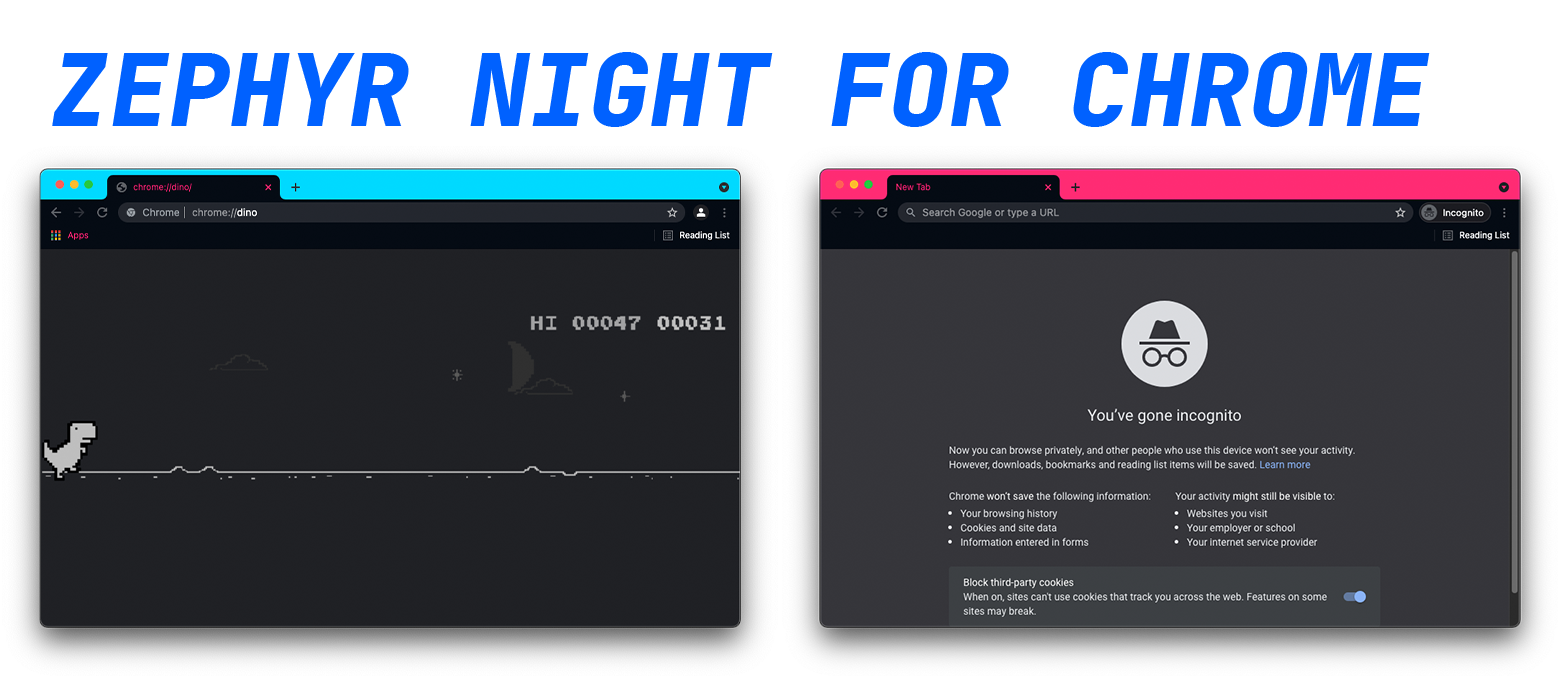 ZEPHYR NIGHT FOR CHROME
chrome://dino/
Chrome | chrome://dino
Apps
Reading List
HI 00047 00031
New Tab
Search Google or type a URL
Incognito
Reading List
You’ve gone incognito
Now you can browse privately, and other people who use this device won’t see your activity.
However, downloads, bookmarks and reading list items will be saved. Learn more
Chrome won’t save the following information:
• Your browsing history
• Cookies and site data
• Information entered in forms
Your activity might still be visible to:
• Websites you visit
• Your employer or school
• Your internet service provider
Block third-party cookies
When on, sites can't use cookies that track you across the web. Features on some
sites may break.